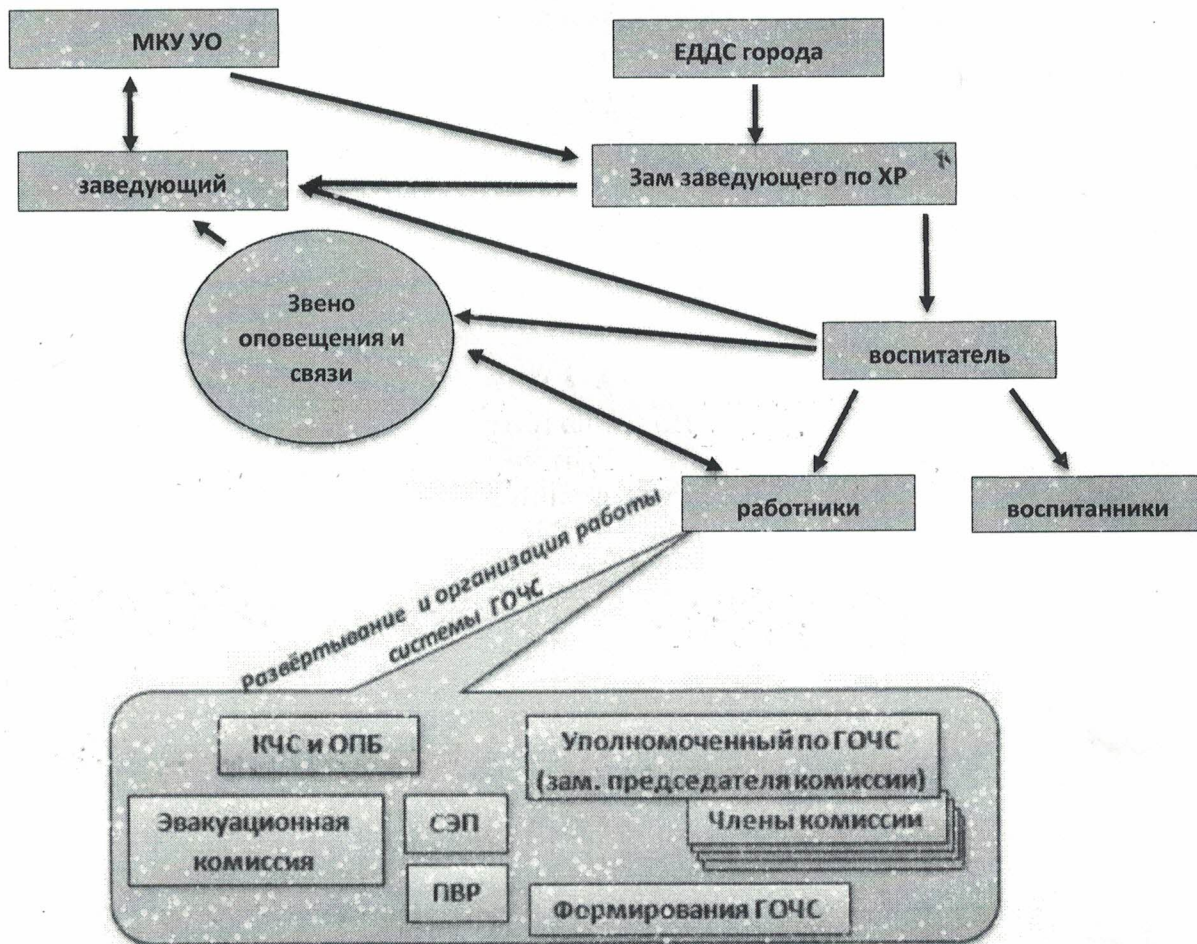 МКУ УО
ЕДДС города
заведующий
Зам заведующего по ХР
Звено
оповещения и
связи
воспитатель
работники
воспитанники
Развёртывание и организация работы
системы ГОЧС
КЧС и ОПБ
Уполномоченный по ГОЧС
(зам. председателя комиссии)
Члены комиссии
Эвакуационная
комиссия
СЭП
ПВР
Формирования ГОЧС